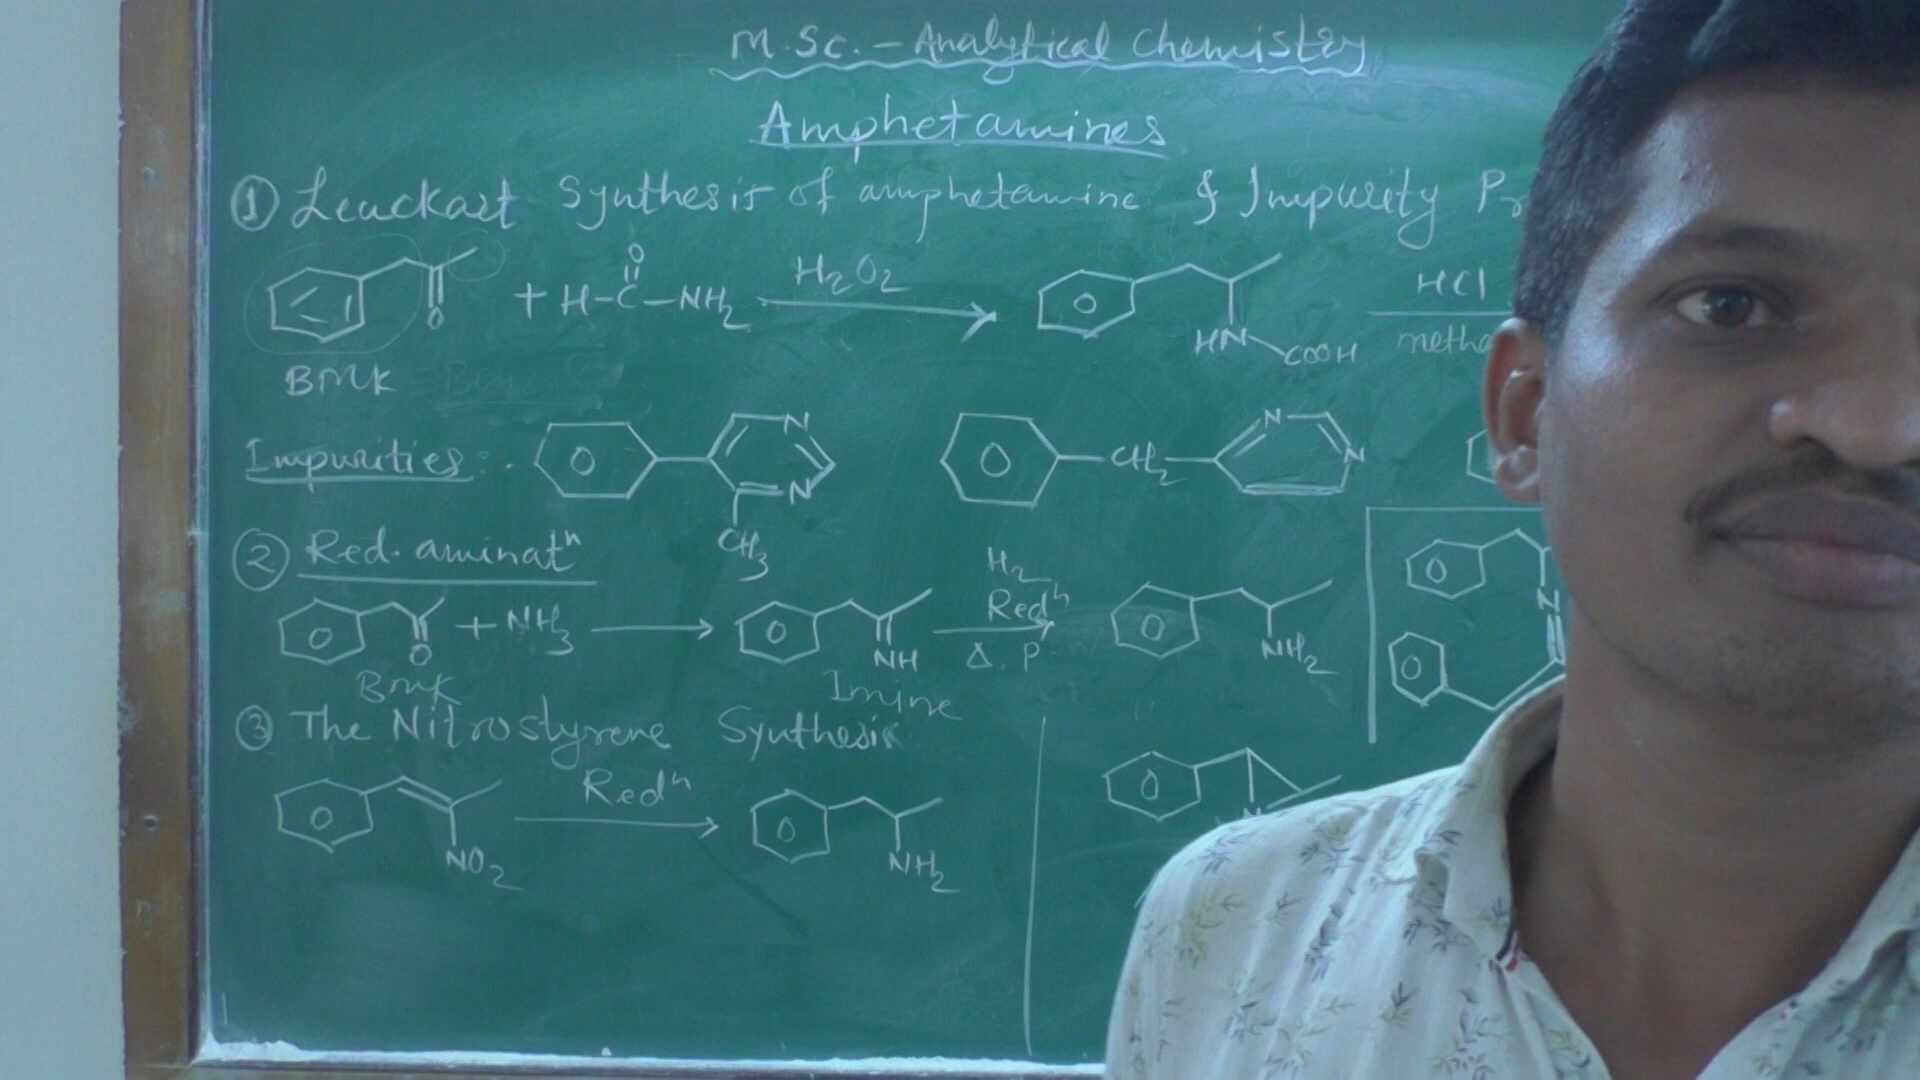 M.Sc. - Analytical Chemistry
Amphetamines
① Leuckart Synthesis of amphetamine & Impurity
O
+ H-C-NH2 H2O2 HCl
O HN COOH
BMK
Impurities :- N N CH2 N N
CH3
② Red. aminatn
+ NH3 H2 Redn N
O NH Δ, P NH2
BMK Imine
③ The Nitrostyrene Synthesis
Redn
NO2 NH2